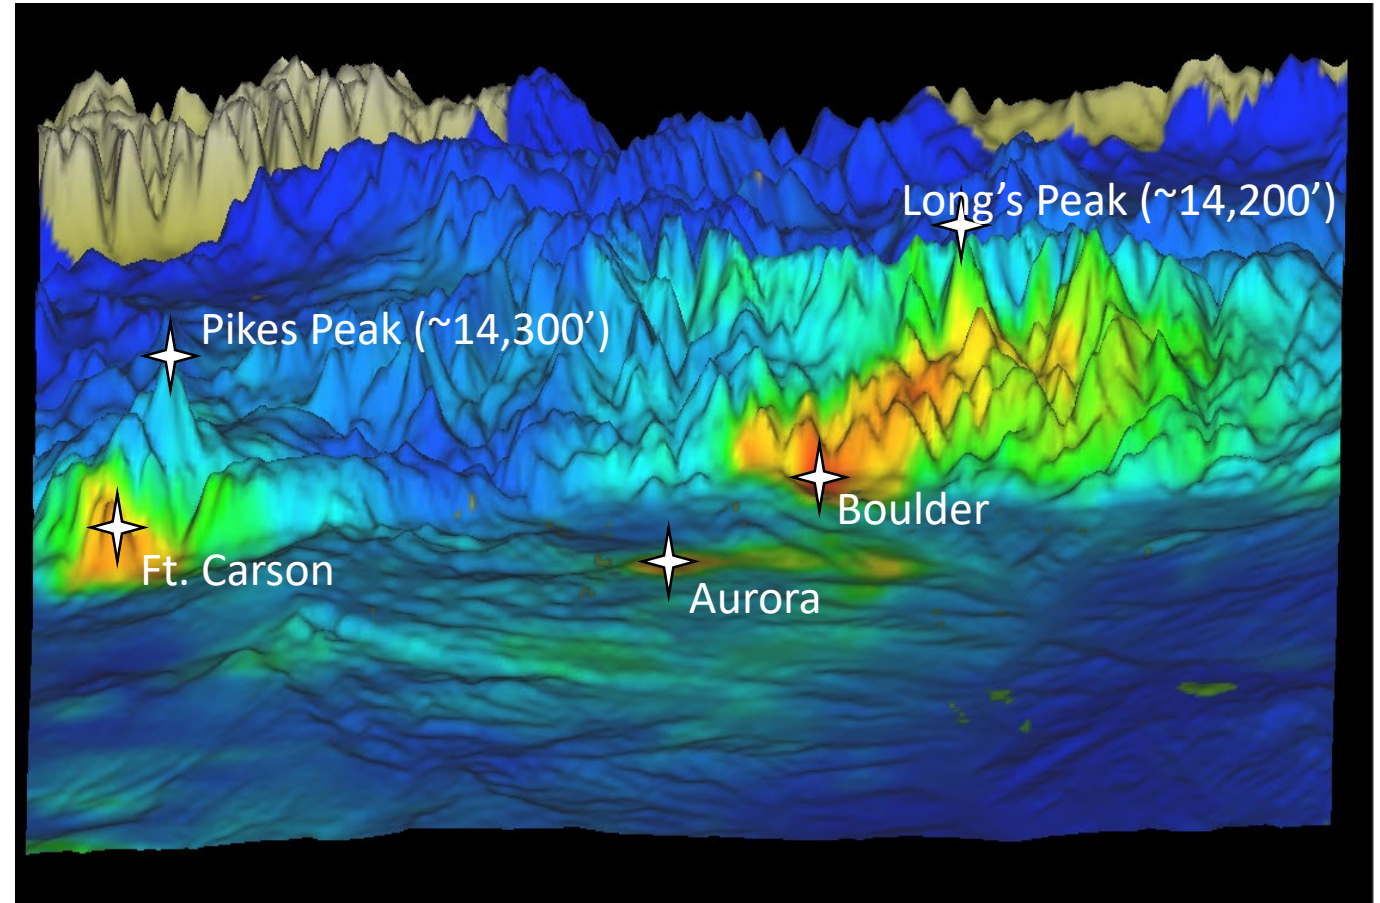 Long’s Peak (~14,200’)
Pikes Peak (~14,300’)
Boulder
Ft. Carson
Aurora